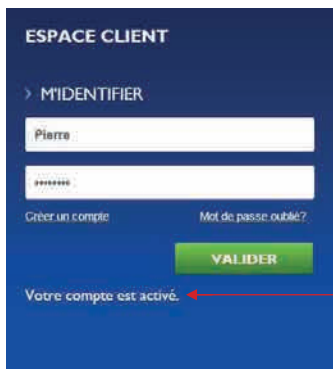 ESPACE CLIENT
> M'IDENTIFIER
Pierre
********
Créer un compte
Mot de passe oublié?
VALIDER
Votre compte est activé.